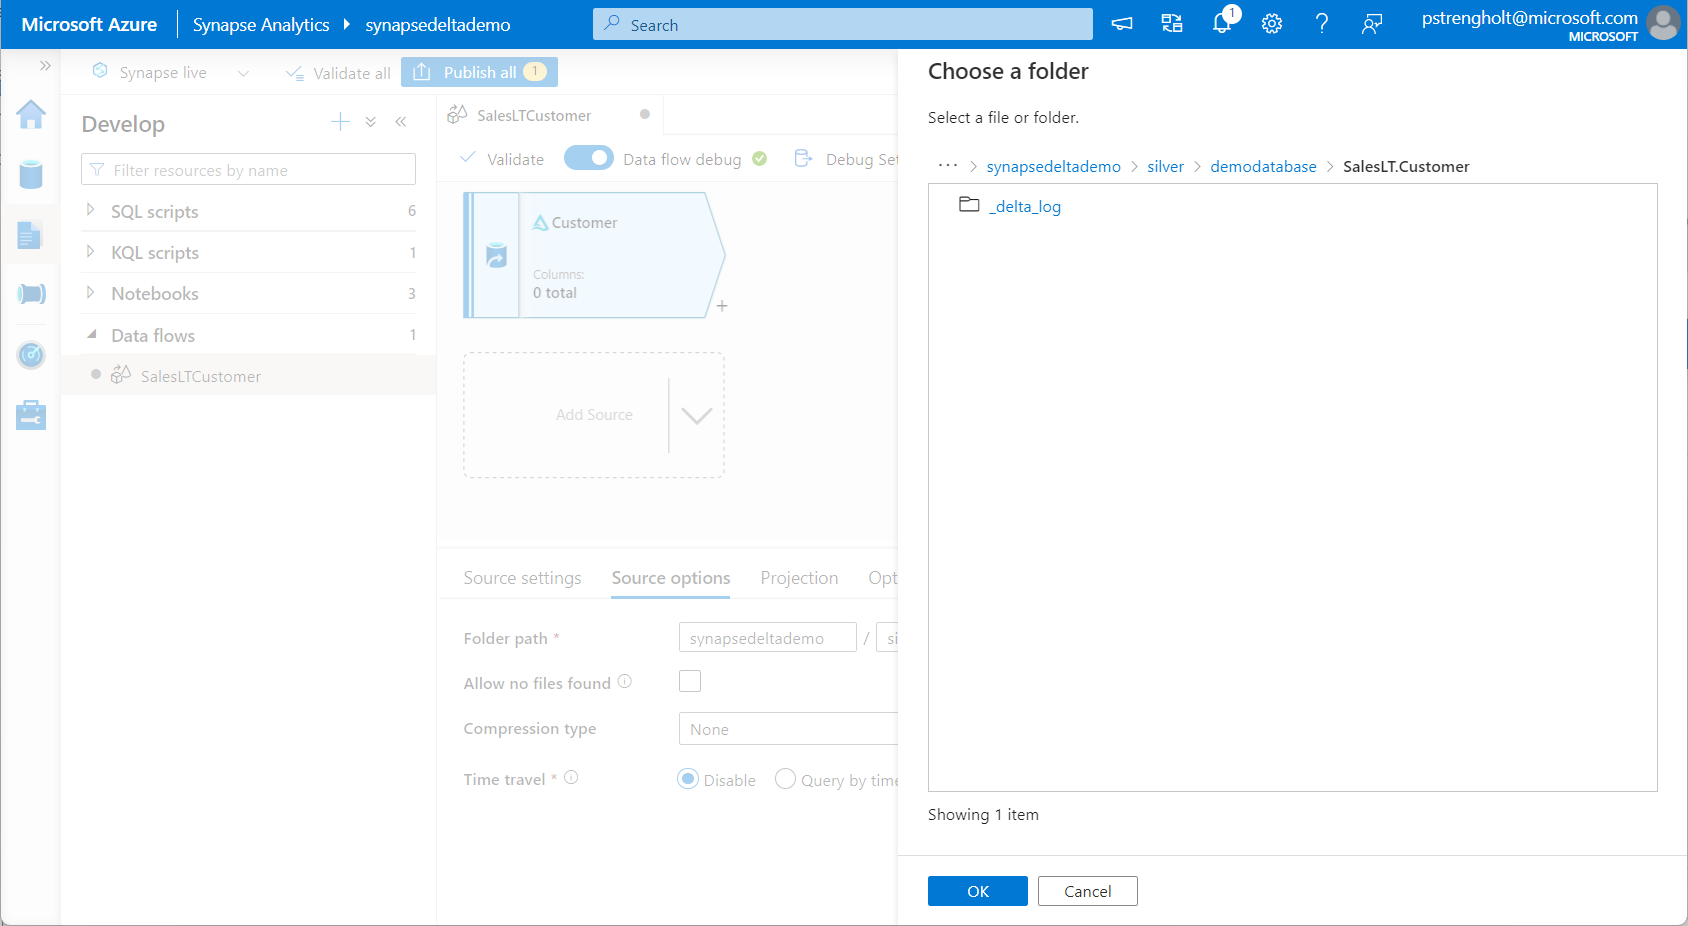 Microsoft Azure
Synapse Analytics
synapsedeltademo
Search
1
pstrengholt@microsoft.com
MICROSOFT
Synapse live
Validate all
Publish all 1
Develop
Filter resources by name
SQL scripts 6
KQL scripts 1
Notebooks 3
Data flows 1
SalesLTCustomer
SalesLTCustomer
Validate
Data flow debug
Debug Set
Customer
Columns:
0 total
+
Add Source
Source settings
Source options
Projection
Opt
Folder path *
synapsedeltademo / si
Allow no files found
Compression type
None
Time travel *
Disable
Query by time
Choose a folder
Select a file or folder.
··· > synapsedeltademo > silver > demodatabase > SalesLT.Customer
_delta_log
Showing 1 item
OK
Cancel